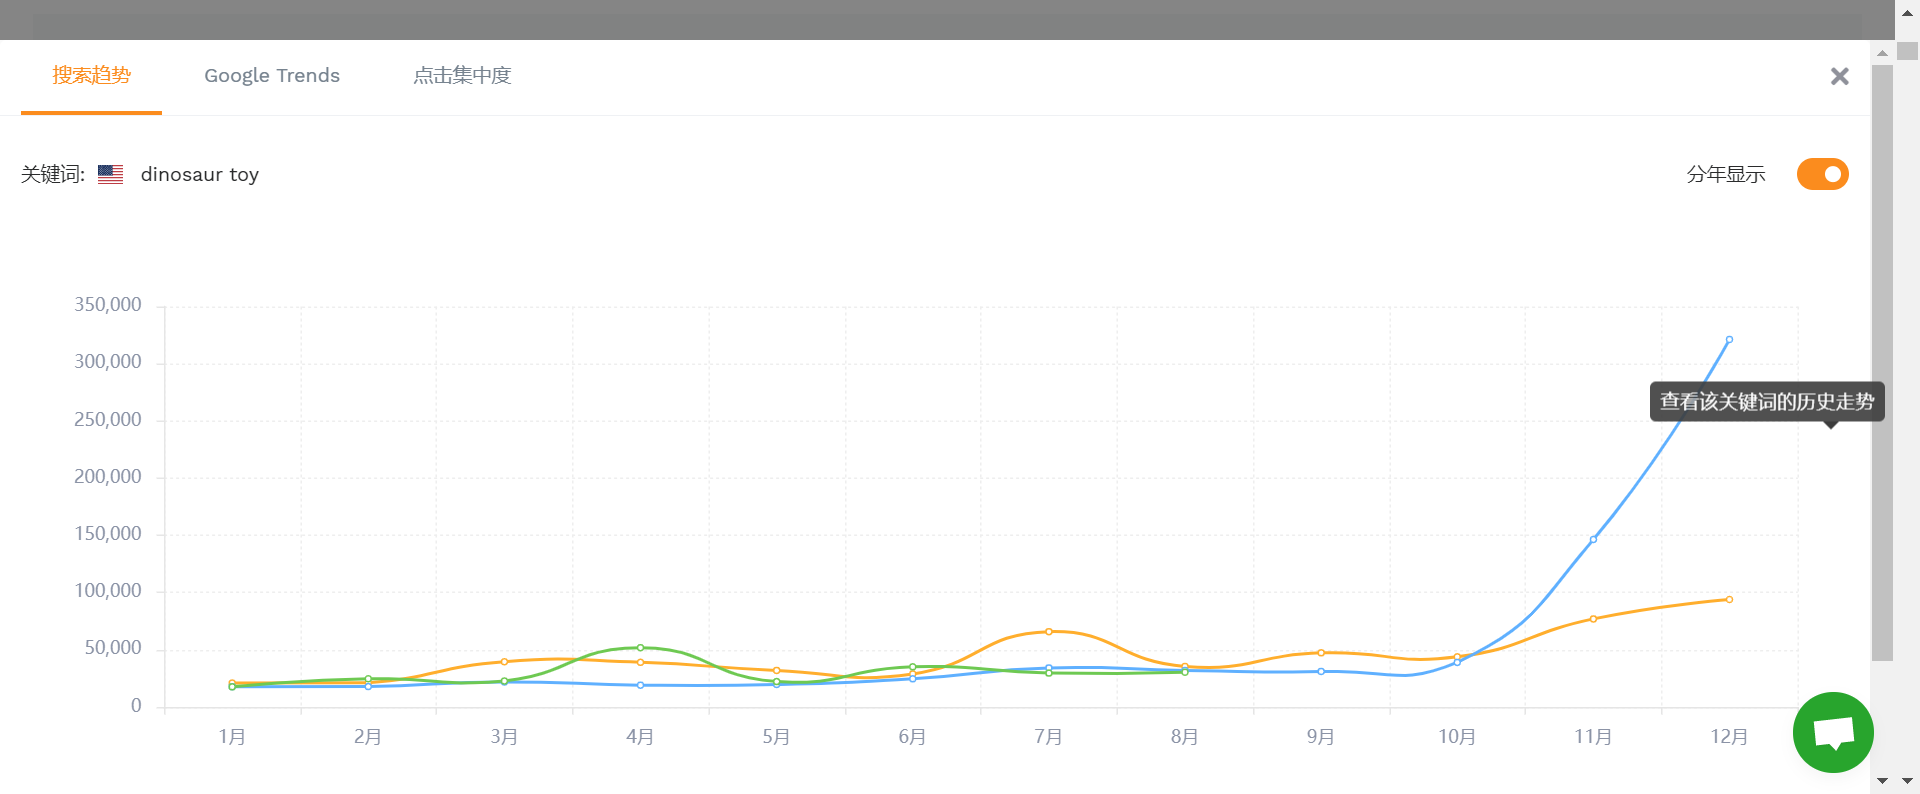 搜索趋势 Google Trends 点击集中度
关键词: dinosaur toy 分年显示
350,000
300,000
查看该关键词的历史走势
250,000
200,000
150,000
100,000
50,000
0
1月 2月 3月 4月 5月 6月 7月 8月 9月 10月 11月 12月